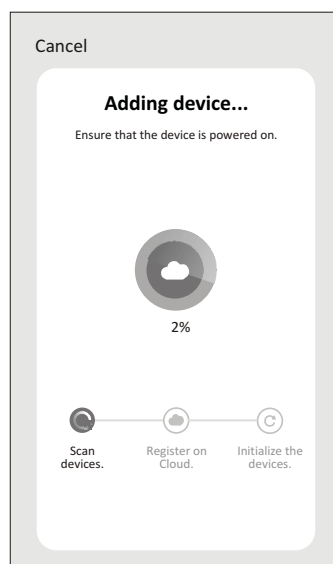 Cancel
Adding device...
Ensure that the device is powered on.
2%
Scan
devices.
Register on
Cloud.
Initialize the
devices.